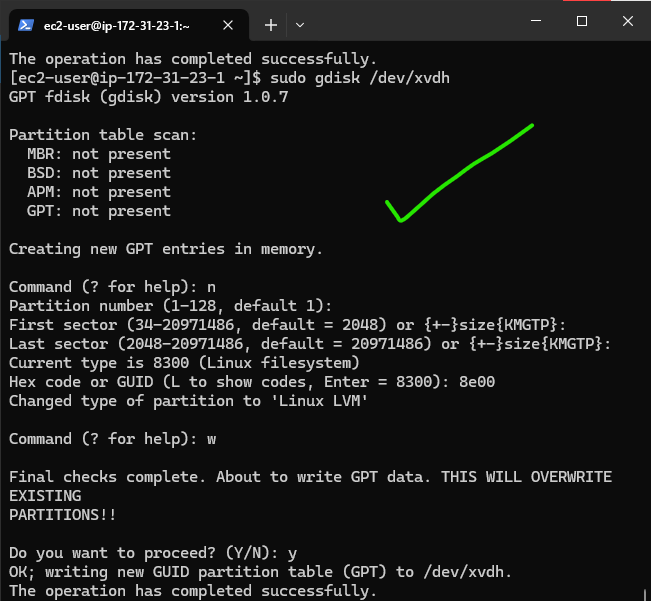 ec2-user@ip-172-31-23-1:~
The operation has completed successfully.
[ec2-user@ip-172-31-23-1 ~]$ sudo gdisk /dev/xvdh
GPT fdisk (gdisk) version 1.0.7
Partition table scan:
MBR: not present
BSD: not present
APM: not present
GPT: not present
Creating new GPT entries in memory.
Command (? for help): n
Partition number (1-128, default 1):
First sector (34-20971486, default = 2048) or {+-}size{KMGTP}:
Last sector (2048-20971486, default = 20971486) or {+-}size{KMGTP}:
Current type is 8300 (Linux filesystem)
Hex code or GUID (L to show codes, Enter = 8300): 8e00
Changed type of partition to 'Linux LVM'
Command (? for help): w
Final checks complete. About to write GPT data. THIS WILL OVERWRITE
EXISTING
PARTITIONS!!
Do you want to proceed? (Y/N): y
OK; writing new GUID partition table (GPT) to /dev/xvdh.
The operation has completed successfully.